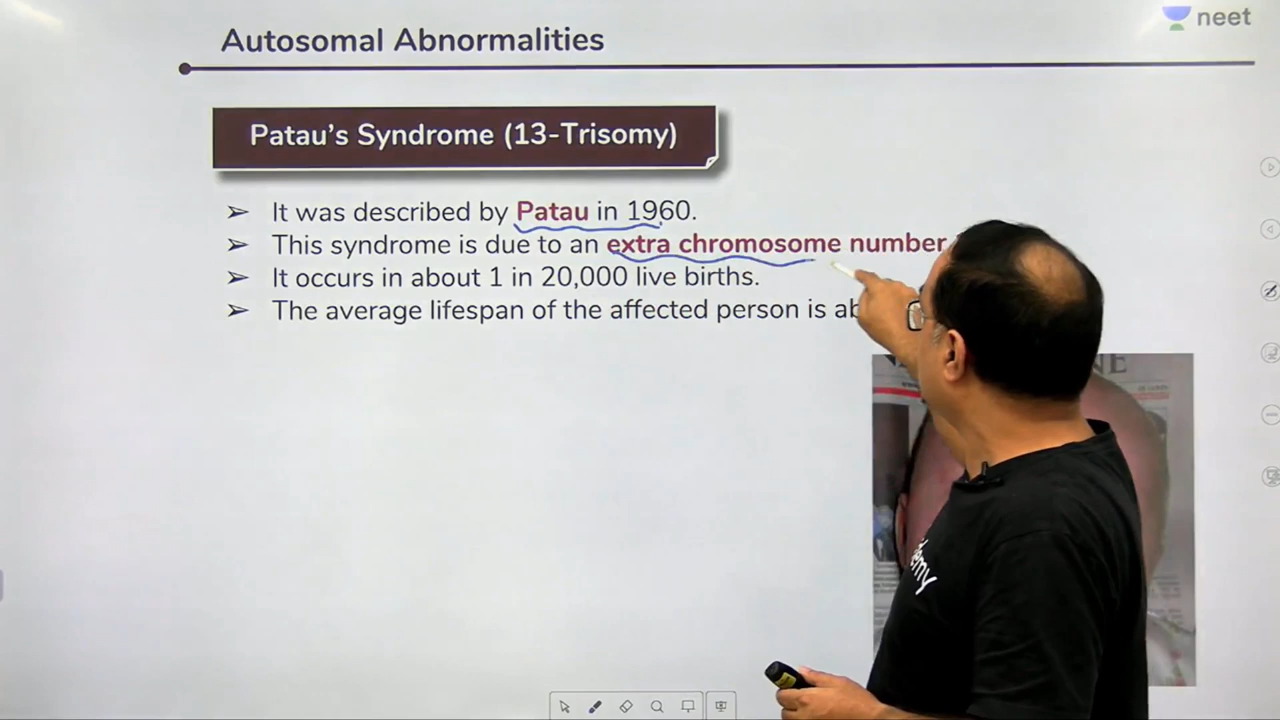 neet
Autosomal Abnormalities
Patau's Syndrome (13-Trisomy)
➢ It was described by Patau in 1960.
➢ This syndrome is due to an extra chromosome number
➢ It occurs in about 1 in 20,000 live births.
➢ The average lifespan of the affected person is